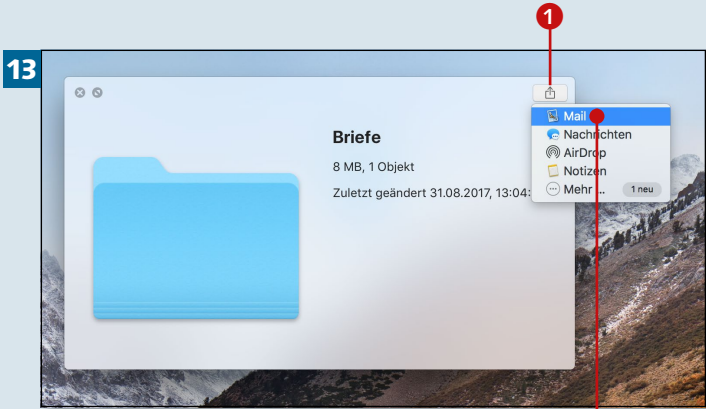 1
13
Mail
Briefe
Nachrichten
AirDrop
8 MB, 1 Objekt
Notizen
Zuletzt geändert 31.08.2017, 13:04:
Mehr ...
1 neu